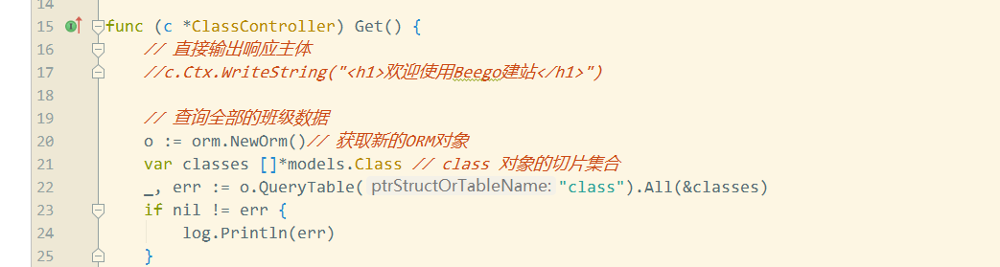 14
15 func (c *ClassController) Get() {
16 // 直接输出响应主体
17 //c.Ctx.WriteString("<h1>欢迎使用Beego建站</h1>")
18
19 // 查询全部的班级数据
20 o := orm.NewOrm()// 获取新的ORM对象
21 var classes []*models.Class // class 对象的切片集合
22 _, err := o.QueryTable( ptrStructOrTableName: "class").All(&classes)
23 if nil != err {
24 log.Println(err)
25 }